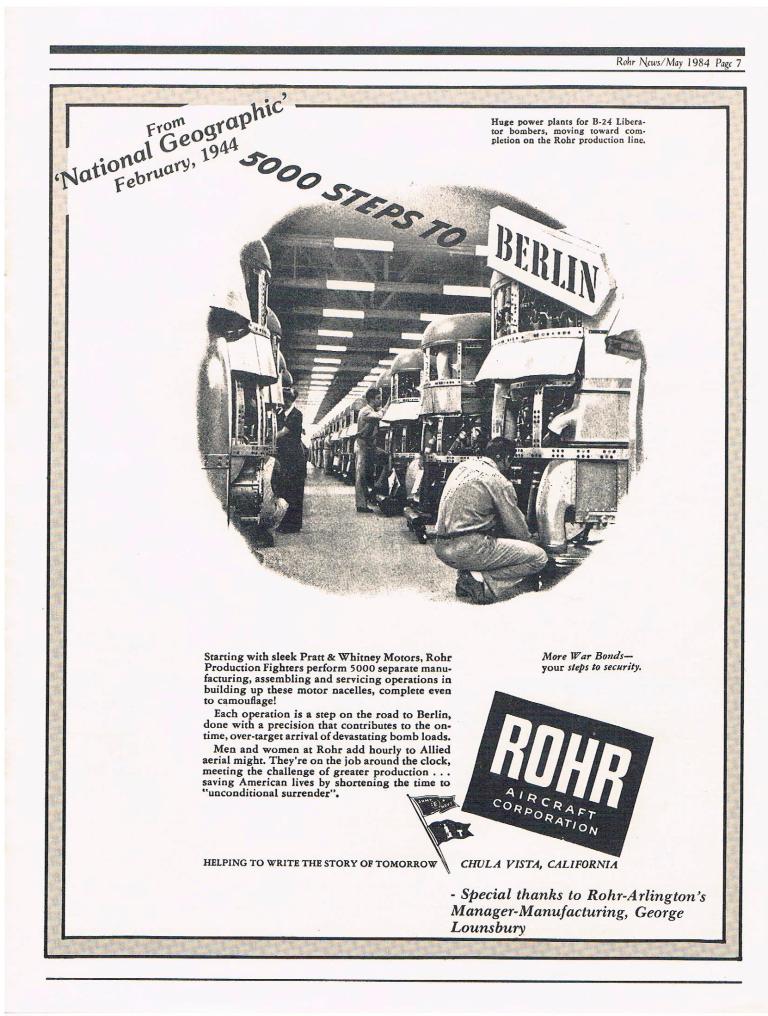 Rohr News/May 1984 Page 7
From
'National Geographic'
February, 1944
Huge power plants for B-24 Libera-
tor bombers, moving toward com-
pletion on the Rohr production line.
5000 STEPS TO
BERLIN
Starting with sleek Pratt & Whitney Motors, Rohr
Production Fighters perform 5000 separate manu-
facturing, assembling and servicing operations in
building up these motor nacelles, complete even
to camouflage!
Each operation is a step on the road to Berlin,
done with a precision that contributes to the on-
time, over-target arrival of devastating bomb loads.
Men and women at Rohr add hourly to Allied
aerial might. They're on the job around the clock,
meeting the challenge of greater production . . .
saving American lives by shortening the time to
"unconditional surrender".
More War Bonds—
your steps to security.
ROHR
AIRCRAFT
CORPORATION
HELPING TO WRITE THE STORY OF TOMORROW
CHULA VISTA, CALIFORNIA
- Special thanks to Rohr-Arlington's
Manager-Manufacturing, George
Lounsbury